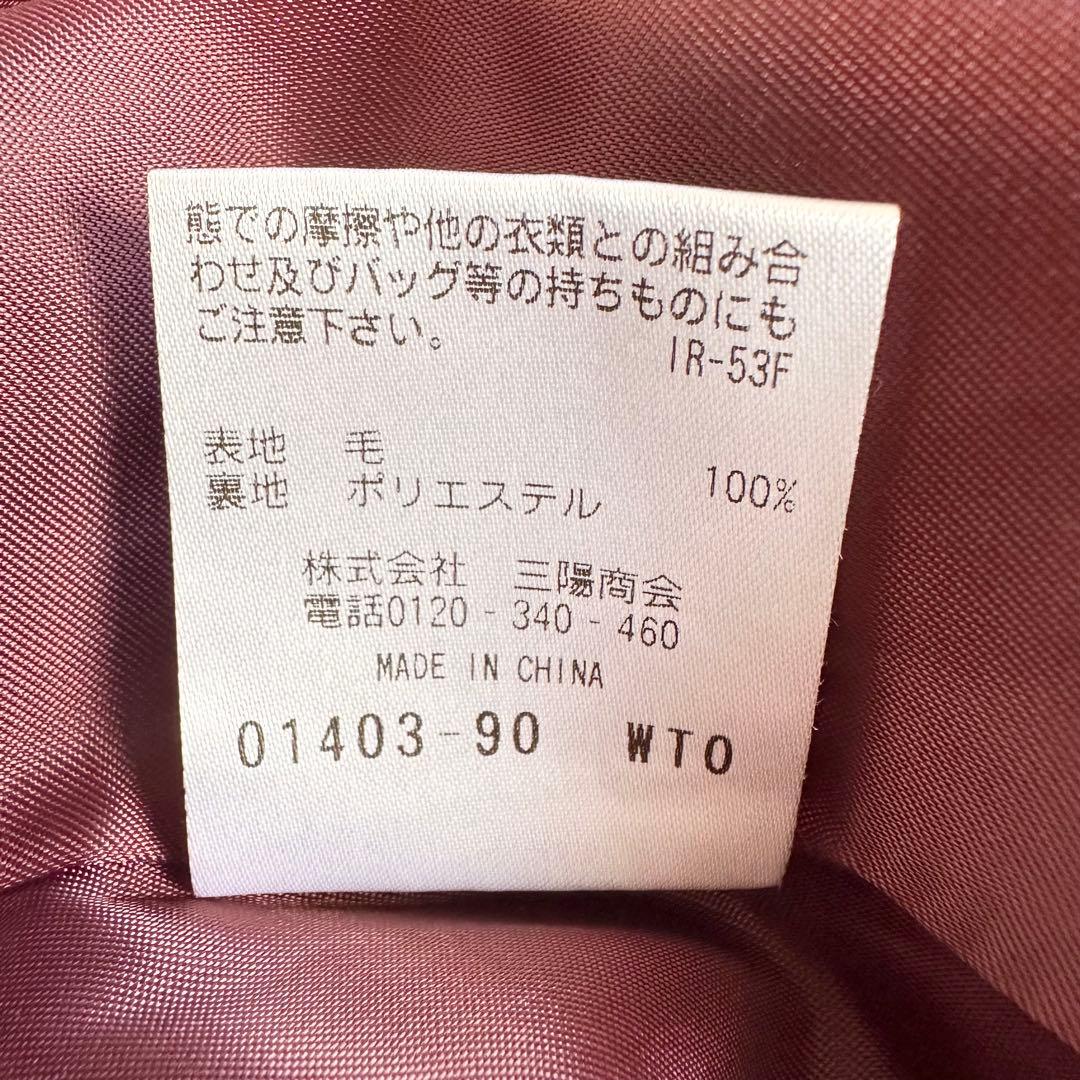 態での摩擦や他の衣類との組み合
わせ及びバッグ等の持ちものにも
ご注意下さい。
IR-53F
表地 毛
裏地 ポリエステル 100%
株式会社 三陽商会
電話0120-340-460
MADE IN CHINA
01403-90 WTO